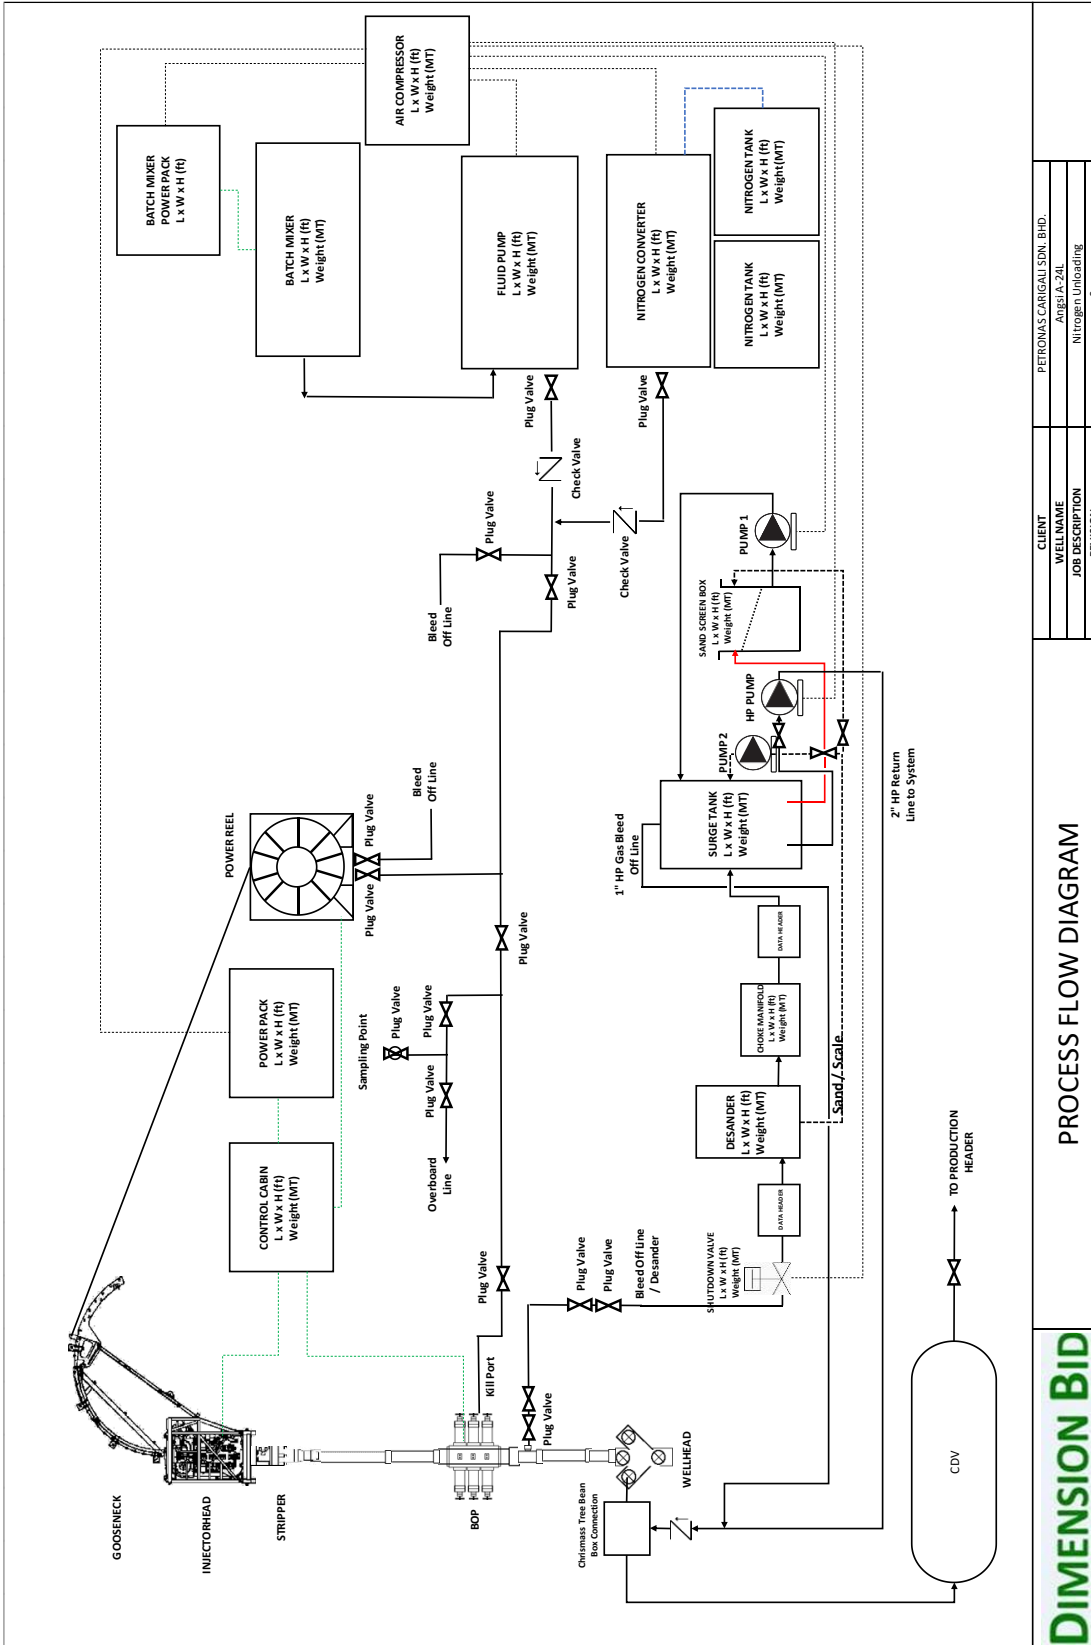 GOOSENECK
INJECTORHEAD
STRIPPER
BOP
Kill Port
Plug Valve
CONTROL CABIN
L x W x H (ft)
Weight (MT)
POWER PACK
L x W x H (ft)
Weight (MT)
POWER REEL
Plug Valve
Plug Valve
Bleed
Off Line
Sampling Point
Plug Valve
Plug Valve
Plug Valve
Overboard
Line
Plug Valve
BATCH MIXER
POWER PACK
L x W x H (ft)
BATCH MIXER
L x W x H (ft)
Weight (MT)
AIR COMPRESSOR
L x W x H (ft)
Weight (MT)
FLUID PUMP
L x W x H (ft)
Weight (MT)
NITROGEN CONVERTER
L x W x H (ft)
Weight (MT)
NITROGEN TANK
L x W x H (ft)
Weight (MT)
NITROGEN TANK
L x W x H (ft)
Weight (MT)
Plug Valve
Check Valve
Plug Valve
Check Valve
Plug Valve
Plug Valve
Bleed
Off Line
Plug Valve
Plug Valve
Plug Valve
Bleed Off Line
/ Desander
SHUTDOWN VALVE
L x W x H (ft)
Weight (MT)
DATA HEADER
DESANDER
L x W x H (ft)
Weight (MT)
Sand / Scale
CHOKE MANIFOLD
L x W x H (ft)
Weight (MT)
DATA HEADER
1" HP Gas Bleed
Off Line
SURGE TANK
L x W x H (ft)
Weight (MT)
PUMP 2
HP PUMP
SAND SCREEN BOX
L x W x H (ft)
Weight (MT)
PUMP 1
2" HP Return
Line to System
WELLHEAD
Chrismass Tree Bean
Box Connection
CDV
TO PRODUCTION
HEADER
DIMENSION BID
PROCESS FLOW DIAGRAM
CLIENT
PETRONAS CARIGALI SDN. BHD.
WELL NAME
Angsi A-24L
JOB DESCRIPTION
Nitrogen Unloading